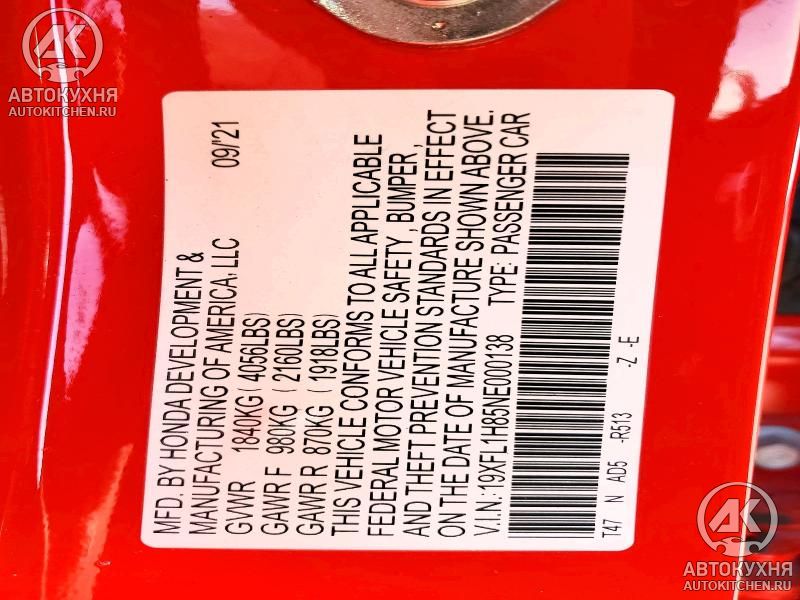 MFD. BY HONDA DEVELOPMENT &
MANUFACTURING OF AMERICA, LLC 09/'21
GVWR 1840KG ( 4056LBS)
GAWR F 980KG ( 2160LBS)
GAWR R 870KG ( 1918LBS)
THIS VEHICLE CONFORMS TO ALL APPLICABLE
FEDERAL MOTOR VEHICLE SAFETY , BUMPER ,
AND THEFT PREVENTION STANDARDS IN EFFECT
ON THE DATE OF MANUFACTURE SHOWN ABOVE.
V.I.N.:19XFL1H85NE000138 TYPE: PASSENGER CAR
T47 N AD5 -R513 -Z -E
АК
АВТОКУХНЯ
AUTOKITCHEN.RU
АК
АВТОКУХНЯ
AUTOKITCHEN.RU